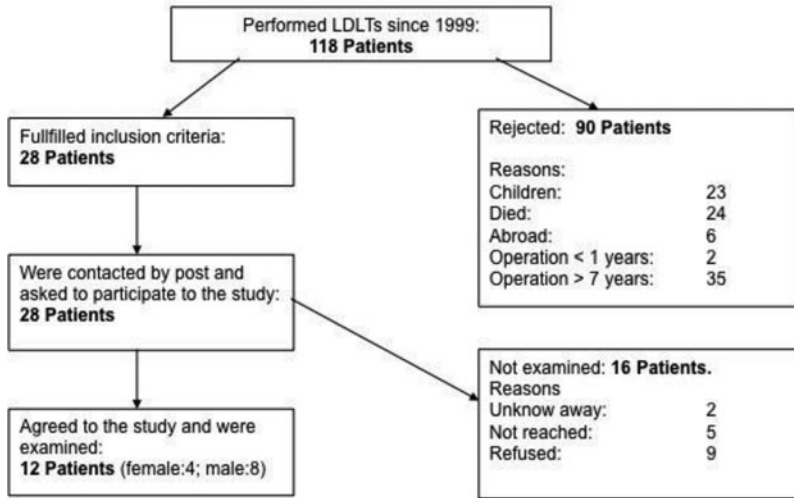 Performed LDLTs since 1999:
118 Patients
Fullfilled inclusion criteria:
28 Patients
Rejected: 90 Patients
Reasons:
Children: 23
Died: 24
Abroad: 6
Operation < 1 years: 2
Operation > 7 years: 35
Were contacted by post and
asked to participate to the study:
28 Patients
Not examined: 16 Patients.
Reasons
Unknow away: 2
Not reached: 5
Refused: 9
Agreed to the study and were
examined:
12 Patients (female:4; male:8)